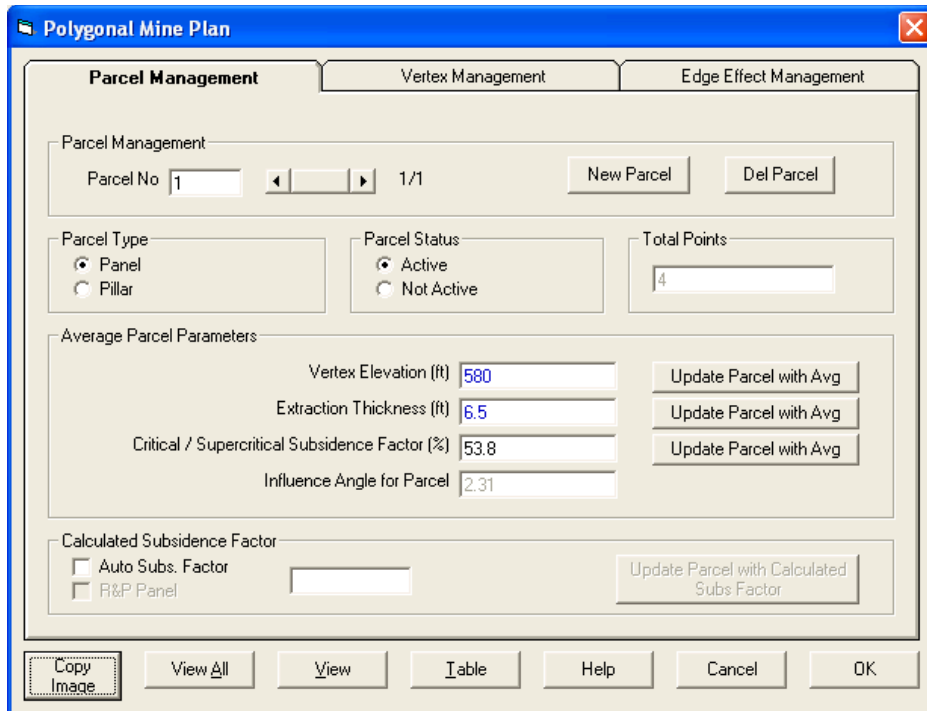 Polygonal Mine Plan
Parcel Management
Vertex Management
Edge Effect Management
Parcel Management
Parcel No 1 1/1 New Parcel Del Parcel
Parcel Type
Panel
Pillar
Parcel Status
Active
Not Active
Total Points
4
Average Parcel Parameters
Vertex Elevation (ft) 580 Update Parcel with Avg
Extraction Thickness (ft) 6.5 Update Parcel with Avg
Critical / Supercritical Subsidence Factor (%) 53.8 Update Parcel with Avg
Influence Angle for Parcel 2.31
Calculated Subsidence Factor
Auto Subs. Factor
R&P Panel
Update Parcel with Calculated
Subs Factor
Copy
Image
View All
View
Table
Help
Cancel
OK